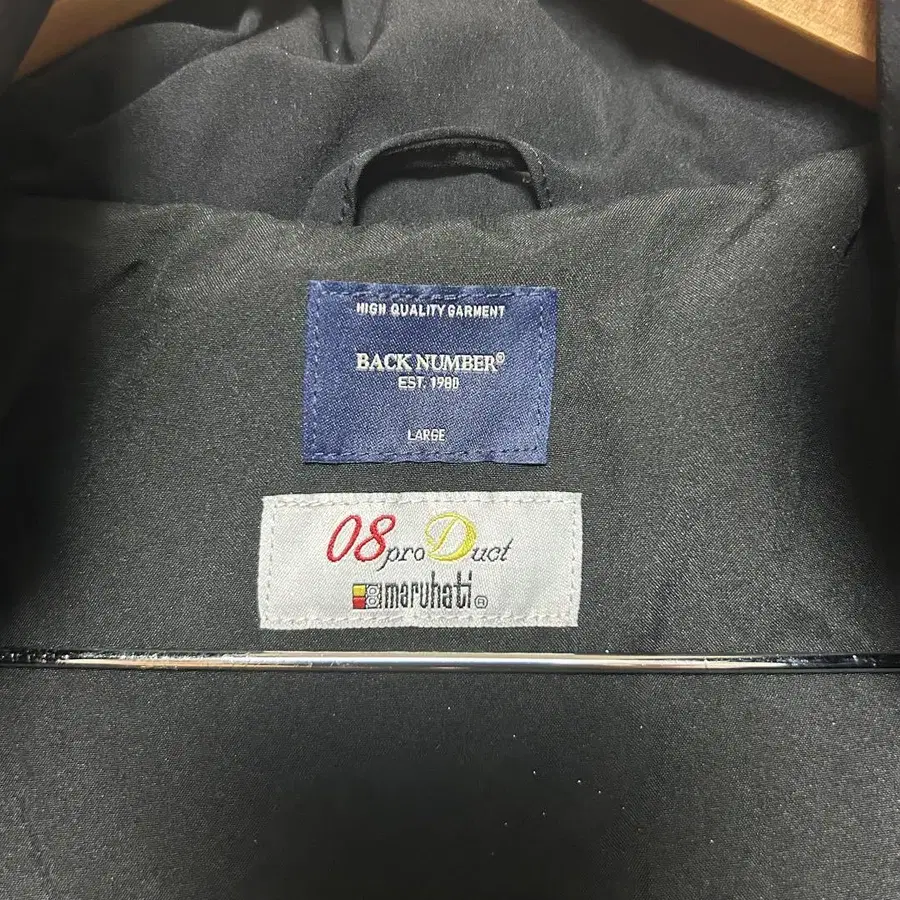 HIGH QUALITY GARMENT
BACK NUMBER®
EST. 1980
LARGE
08 pro Duct
maruhati ®